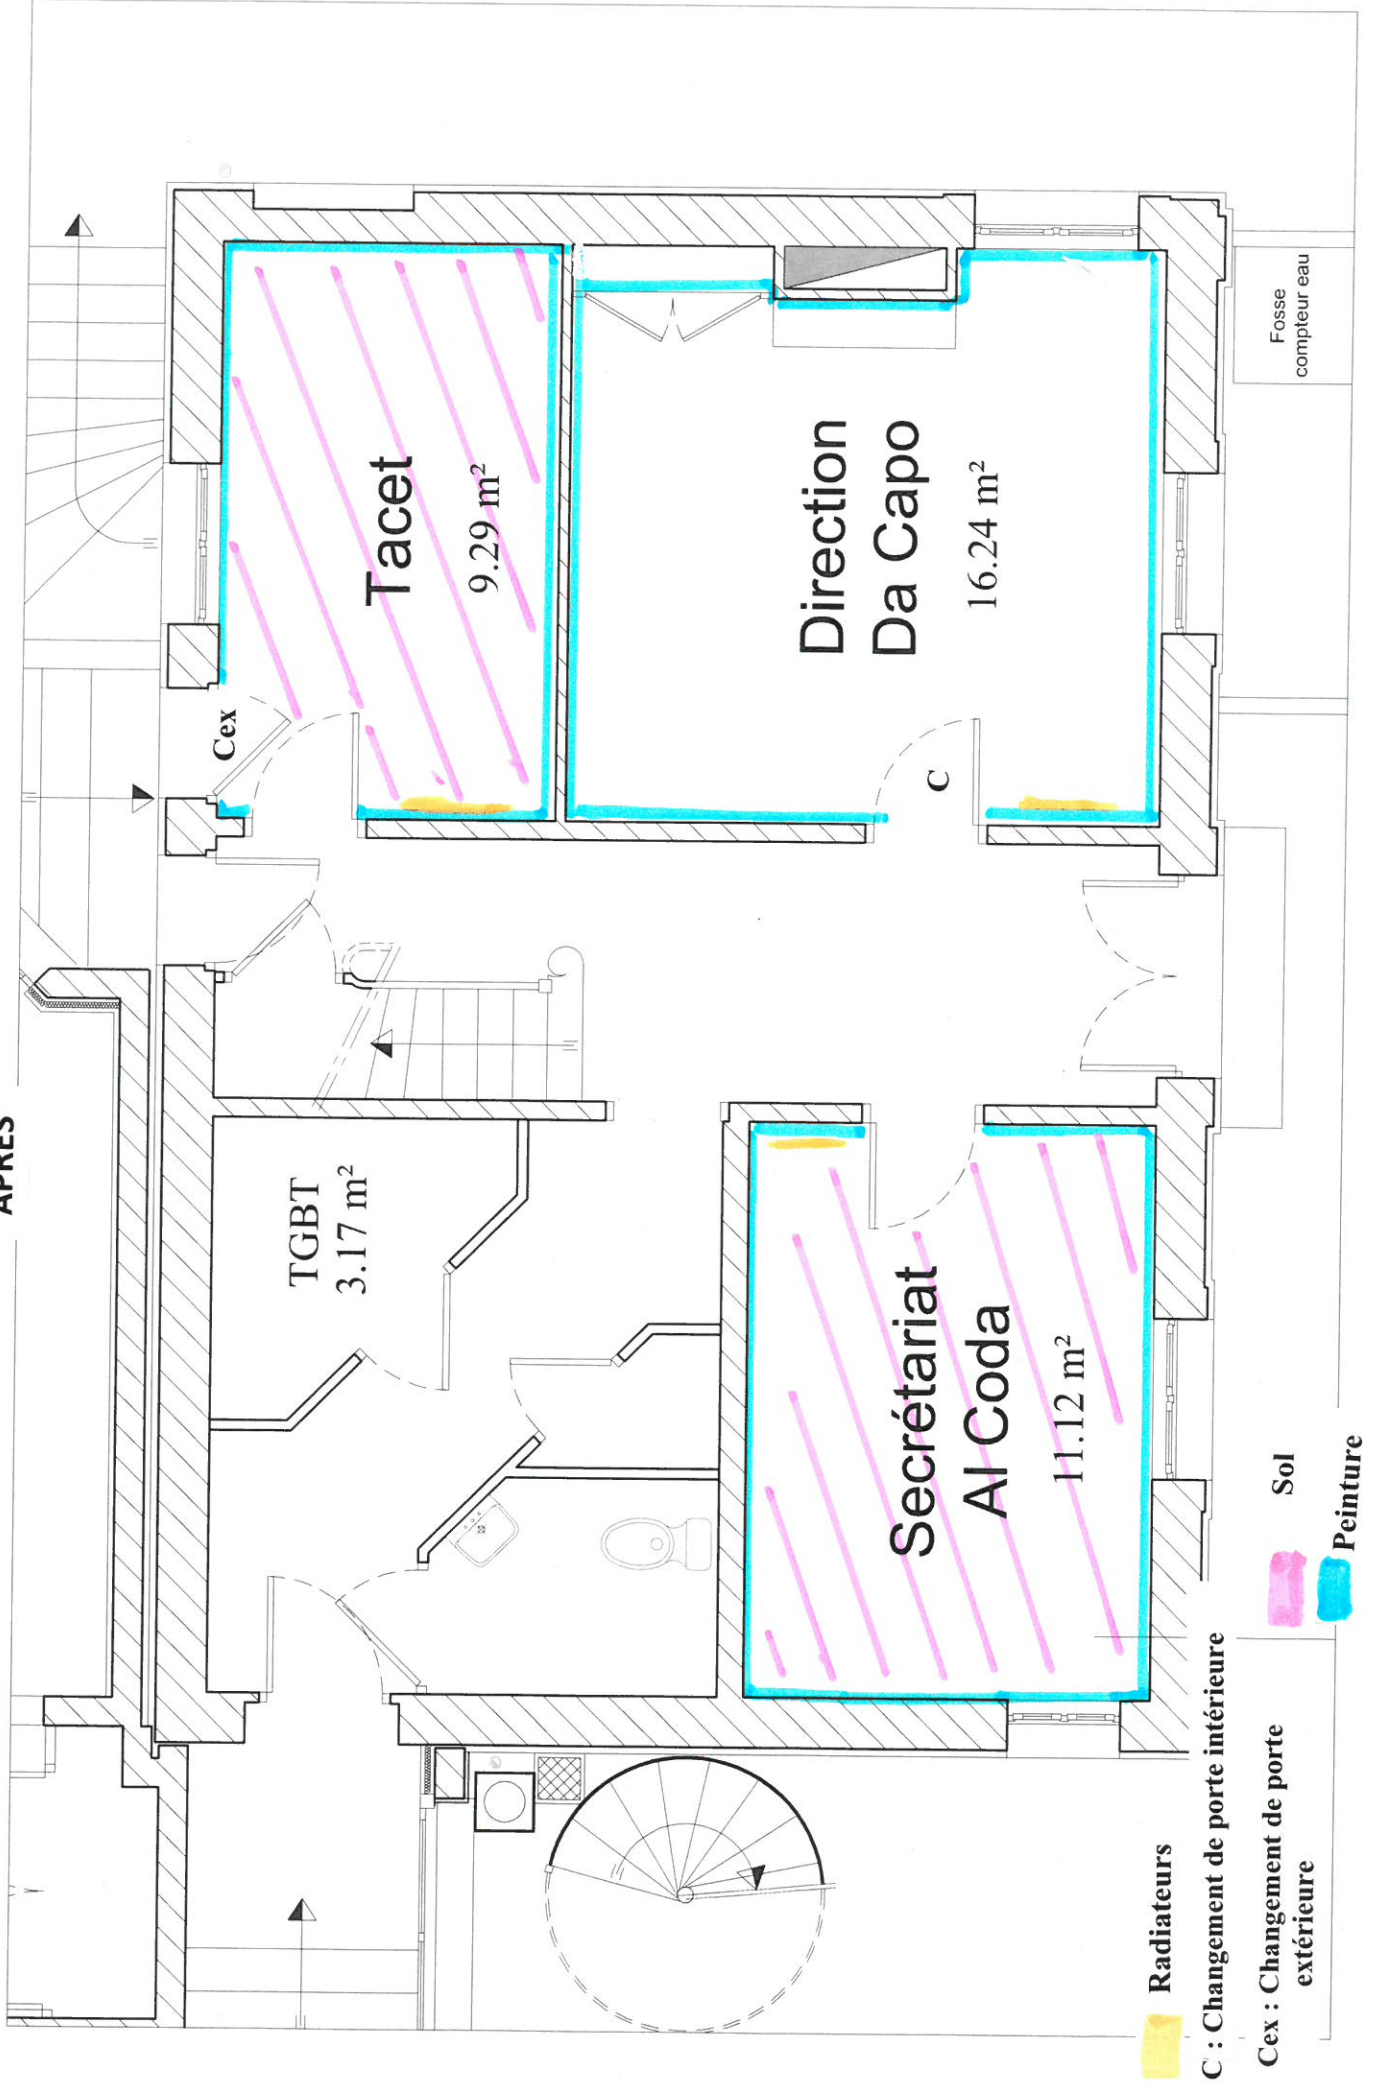 APRES
Tacet
9.29 m²
Cex
Direction
Da Capo
16.24 m²
C
Fosse
compteur eau
TGBT
3.17 m²
Secrétariat
Al Coda
11.12 m²
Sol
Peinture
Radiateurs
C : Changement de porte intérieure
Cex : Changement de porte
extérieure